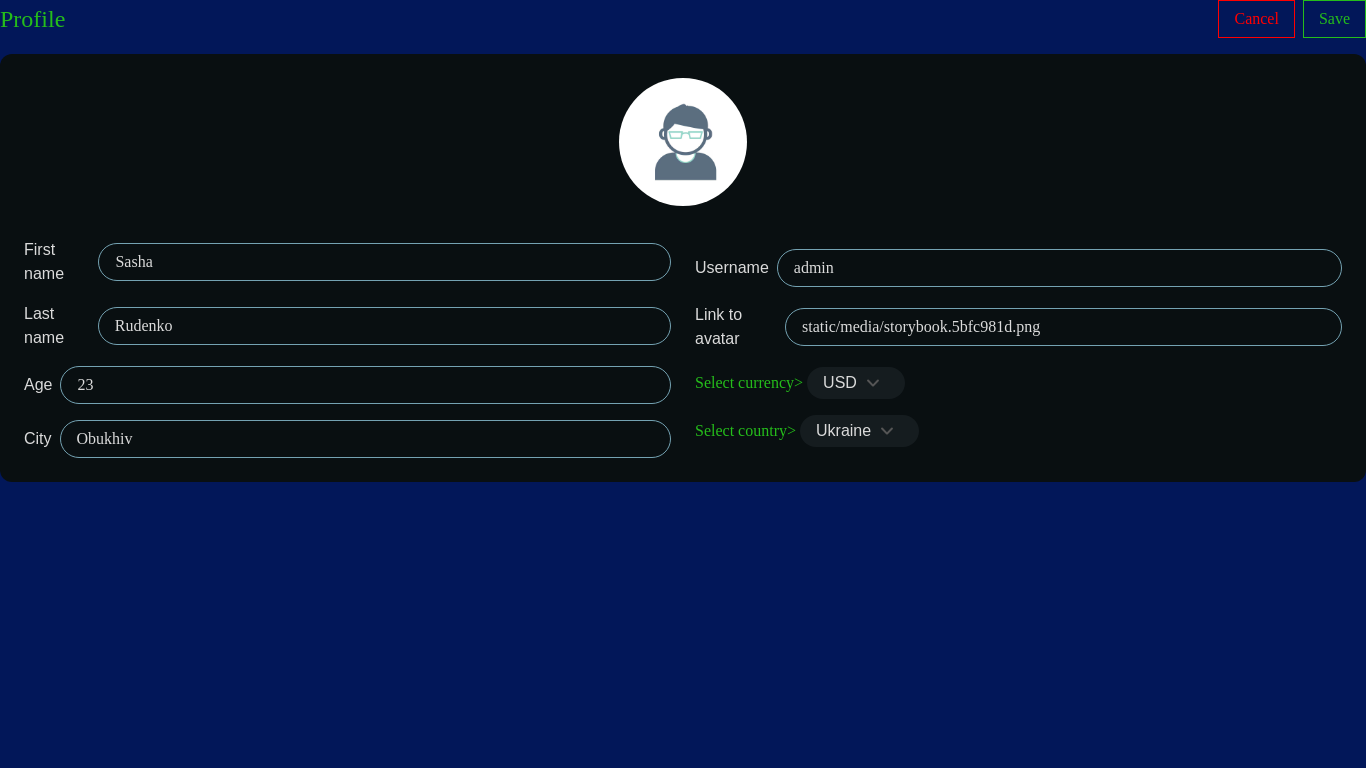 Profile
Cancel
Save
First
name
Sasha
Username
admin
Last
name
Rudenko
Link to
avatar
static/media/storybook.5bfc981d.png
Age
23
Select currency>
USD
City
Obukhiv
Select country>
Ukraine